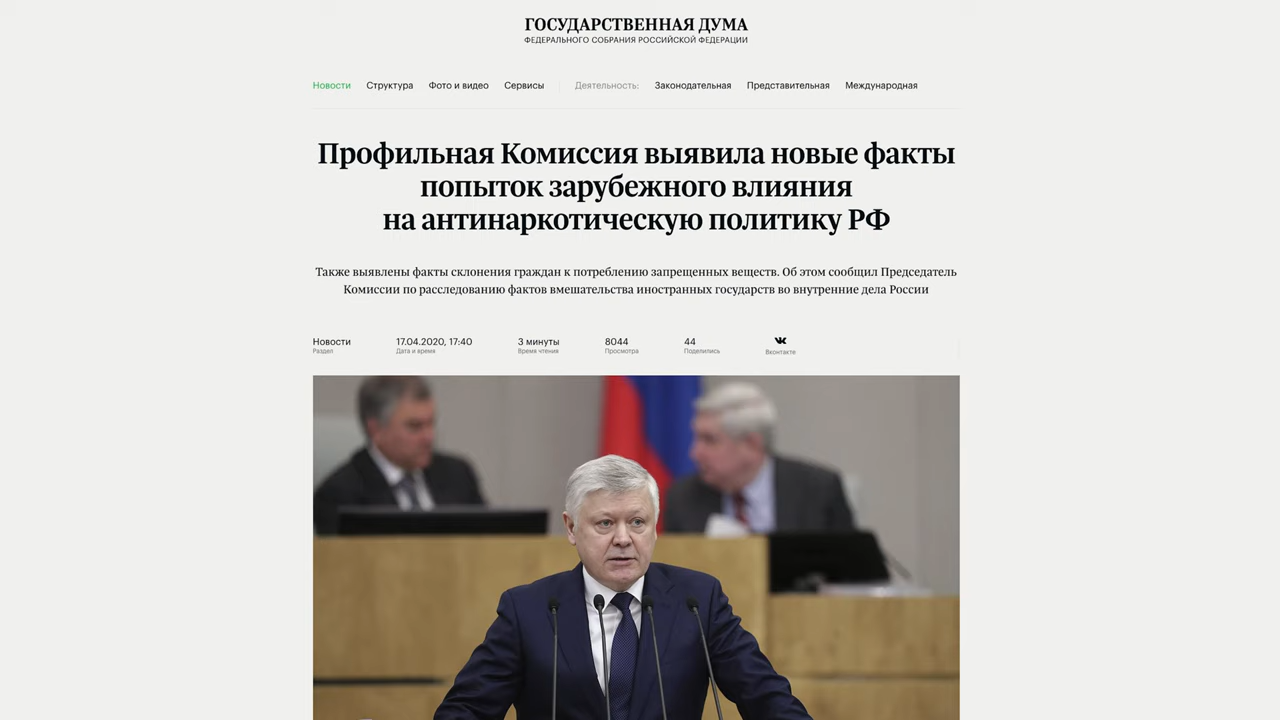 ГОСУДАРСТВЕННАЯ ДУМА
ФЕДЕРАЛЬНОГО СОБРАНИЯ РОССИЙСКОЙ ФЕДЕРАЦИИ
Новости Структура Фото и видео Сервисы Деятельность: Законодательная Представительная Международная
Профильная Комиссия выявила новые факты
попыток зарубежного влияния
на антинаркотическую политику РФ
Также выявлены факты склонения граждан к потреблению запрещенных веществ. Об этом сообщил Председатель
Комиссии по расследованию фактов вмешательства иностранных государств во внутренние дела России
Новости 17.04.2020, 17:40 3 минуты 8044 44
Раздел Дата и время Время чтения Просмотра Поделились Вконтакте